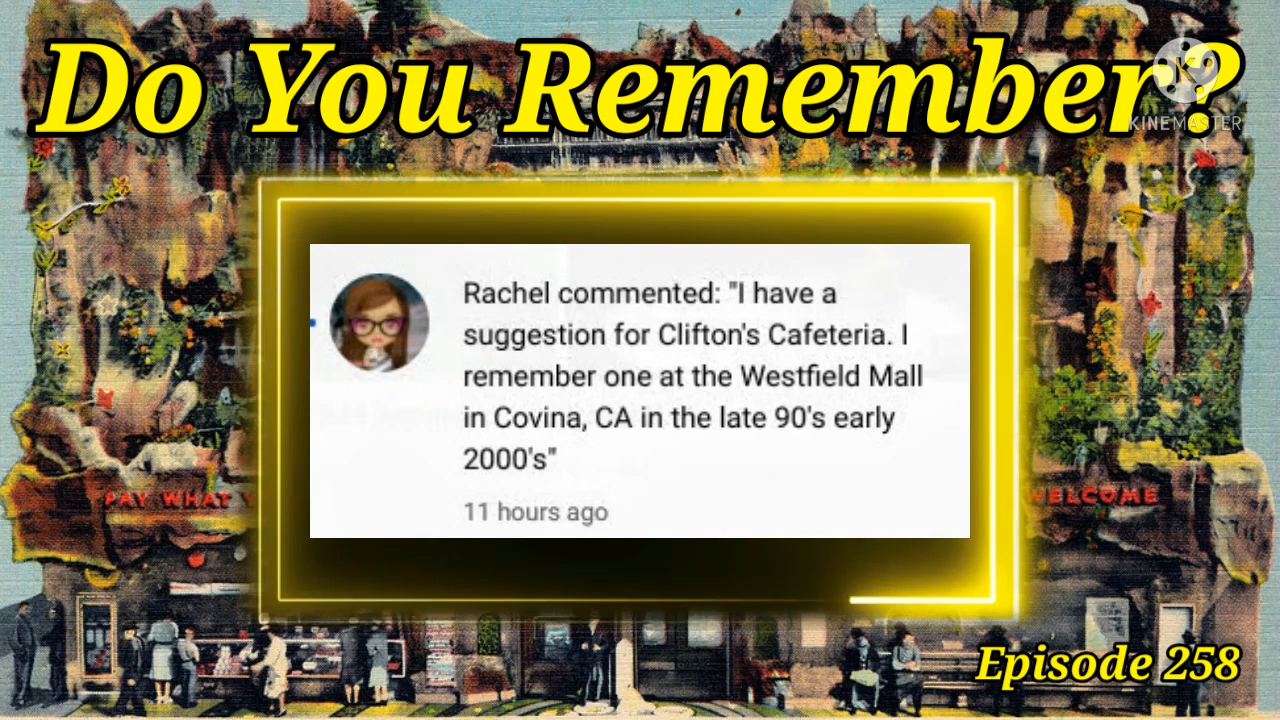 Do You Remember?
KINEMASTER
Rachel commented: "I have a
suggestion for Clifton's Cafeteria. I
remember one at the Westfield Mall
in Covina, CA in the late 90's early
2000's"
11 hours ago
PAY WHAT
WELCOME
Episode 258